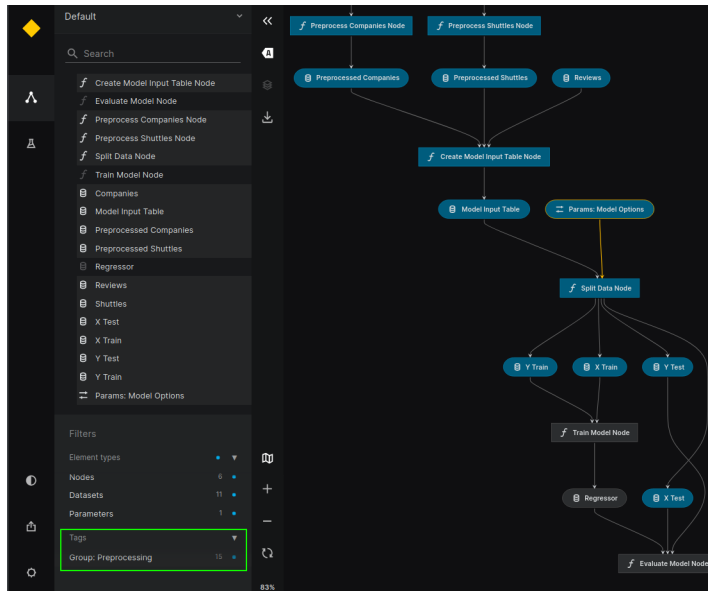 Default
Search
Create Model Input Table Node
Evaluate Model Node
Preprocess Companies Node
Preprocess Shuttles Node
Split Data Node
Train Model Node
Companies
Model Input Table
Preprocessed Companies
Preprocessed Shuttles
Regressor
Reviews
Shuttles
X Test
X Train
Y Test
Y Train
Params: Model Options
Filters
Element types
Nodes 6
Datasets 11
Parameters 1
Tags
Group: Preprocessing 15
A
83%
Preprocess Companies Node Preprocess Shuttles Node
Preprocessed Companies Preprocessed Shuttles Reviews
Create Model Input Table Node
Model Input Table Params: Model Options
Split Data Node
Y Train X Train Y Test
Train Model Node
Regressor X Test
Evaluate Model Node